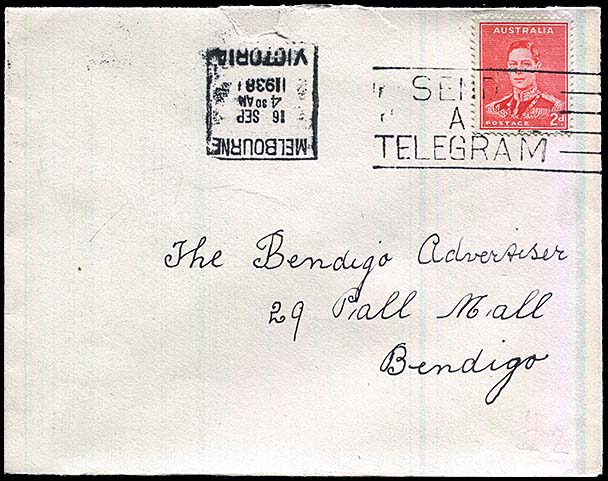 MELBOURNE
16 SEP
4 30 AM
1938
VICTORIA
SEND
A
TELEGRAM
AUSTRALIA
POSTAGE 2d
The Bendigo Advertiser
29 Pall Mall
Bendigo